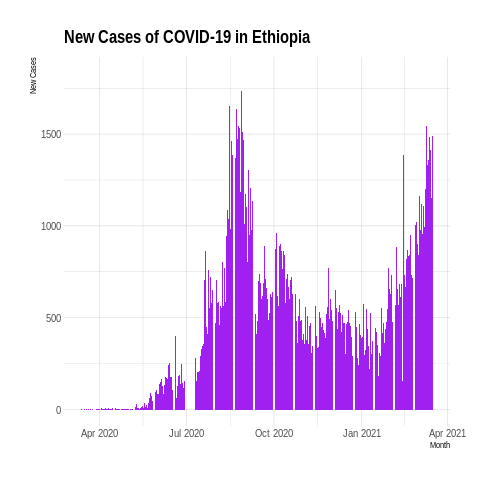 New Cases of COVID-19 in Ethiopia
New Cases
1500
1000
500
0
Apr 2020 Jul 2020 Oct 2020 Jan 2021 Apr 2021
Month